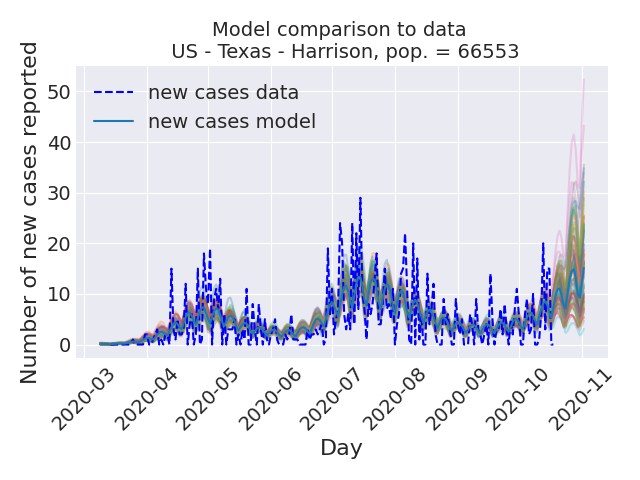 Model comparison to data
US - Texas - Harrison, pop. = 66553
Number of new cases reported
50
40
30
20
10
0
new cases data
new cases model
2020-03
2020-04
2020-05
2020-06
2020-07
2020-08
2020-09
2020-10
2020-11
Day